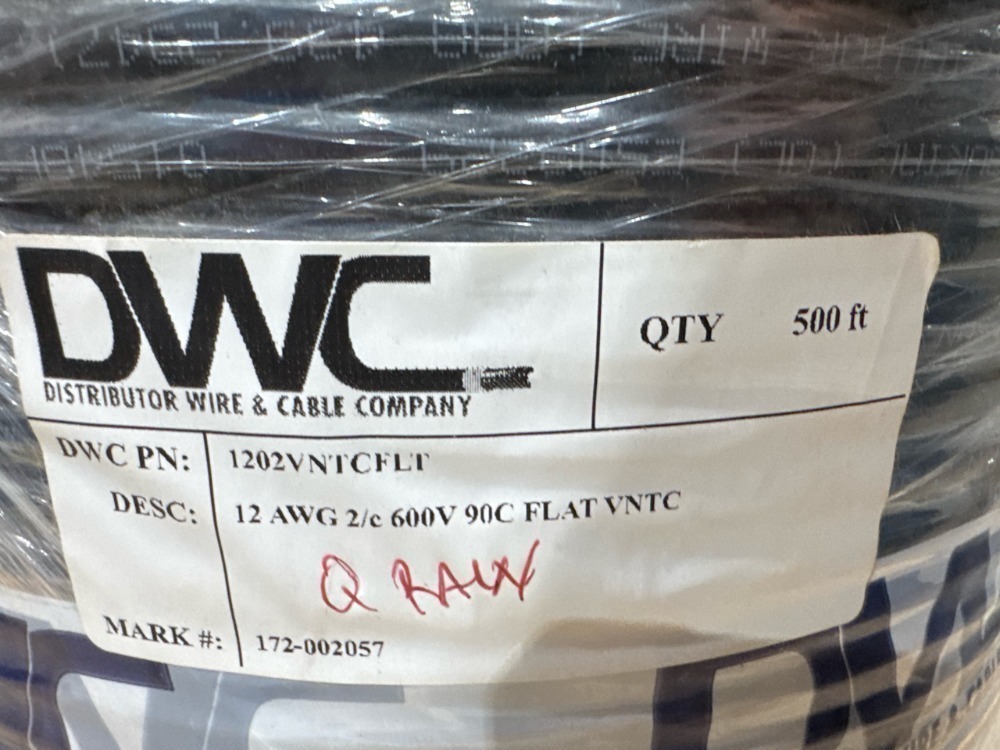 DWC
DISTRIBUTOR WIRE & CABLE COMPANY
QTY 500 ft
DWC PN: 1202VNTCFLT
DESC: 12 AWG 2/c 600V 90C FLAT VNTC
Q
MARK #: 172-002057